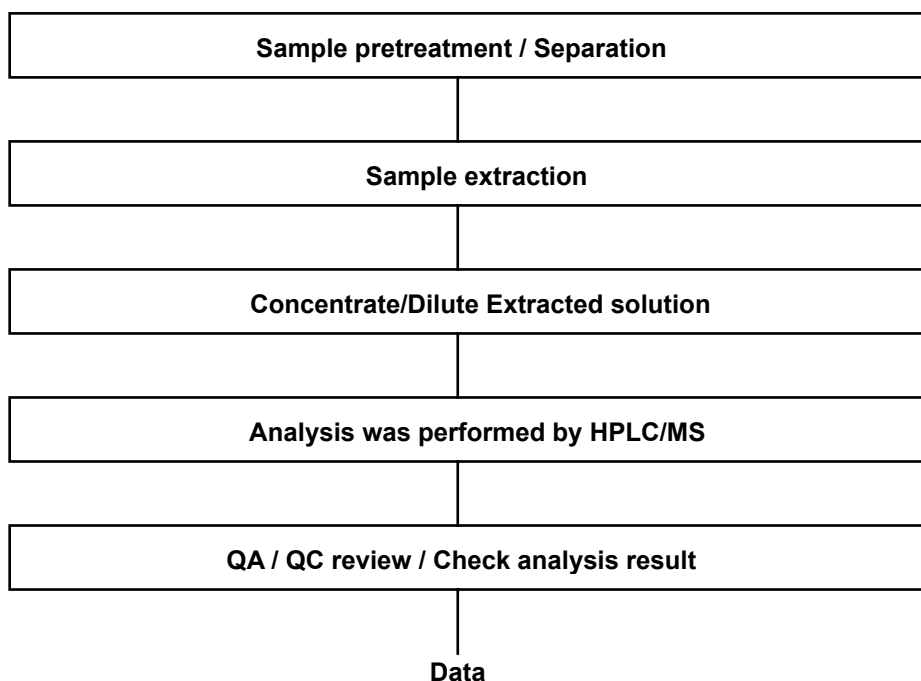 Sample pretreatment / Separation
Sample extraction
Concentrate/Dilute Extracted solution
Analysis was performed by HPLC/MS
QA / QC review / Check analysis result
Data